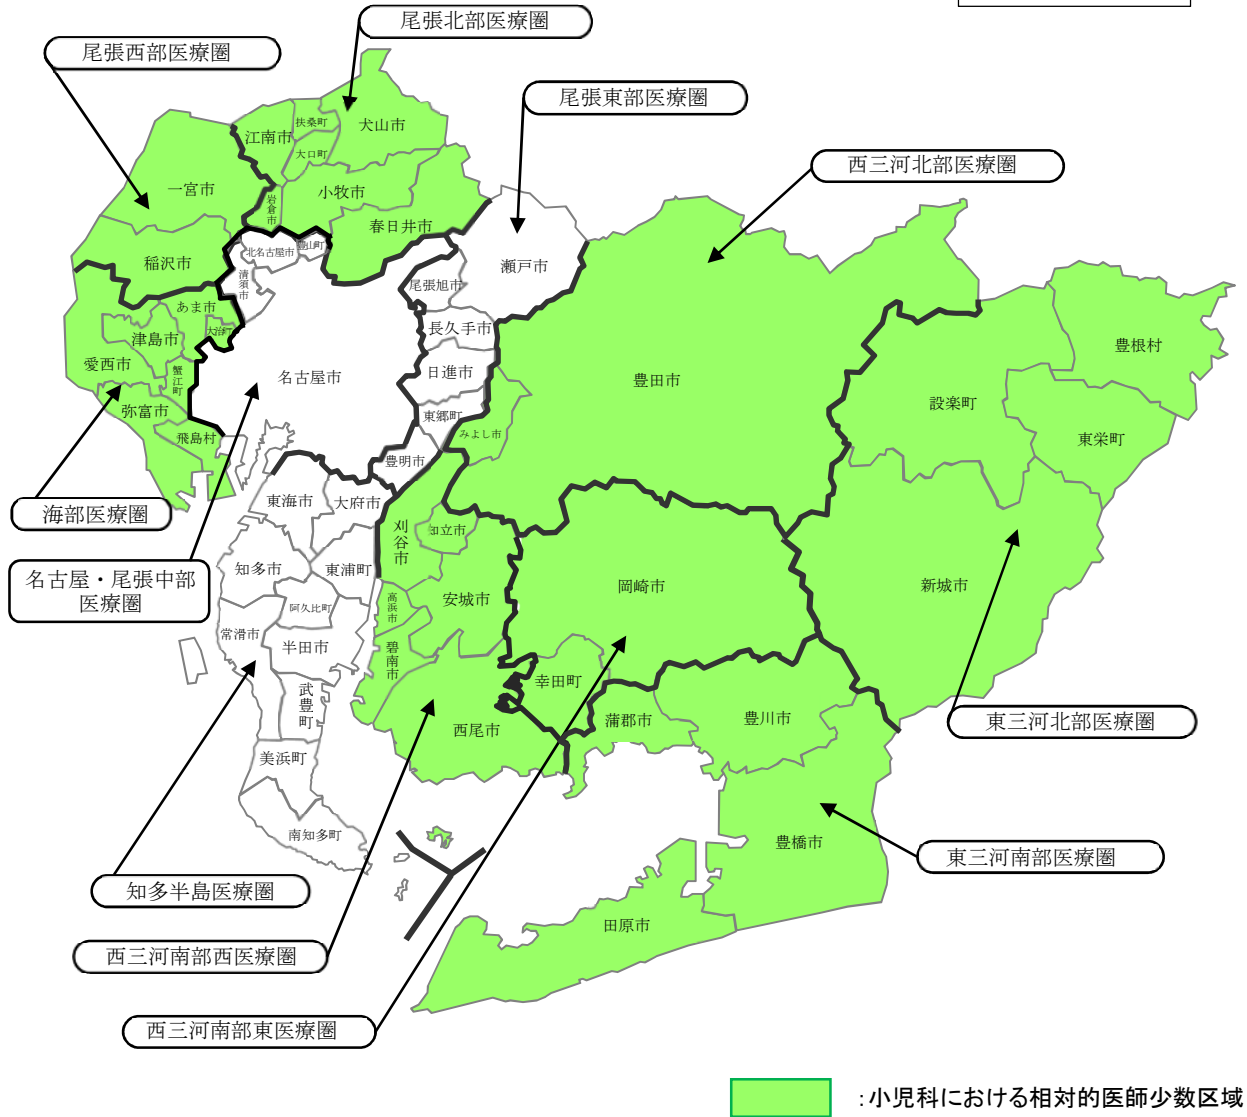 尾張北部医療圏
尾張西部医療圏
尾張東部医療圏
西三河北部医療圏
扶桑町
犬山市
江南市
大口町
一宮市
小牧市
岩倉市
春日井市
北名古屋市
豊山町
稲沢市
清須市
瀬戸市
尾張旭市
あま市
大治町
長久手市
津島市
愛西市
蟹江町
名古屋市
日進市
豊田市
豊根村
設楽町
弥富市
東郷町
東栄町
飛島村
みよし市
豊明市
海部医療圏
東海市
大府市
刈谷市
知立市
名古屋・尾張中部
医療圏
知多市
東浦町
岡崎市
新城市
高浜市
安城市
阿久比町
常滑市
半田市
碧南市
幸田町
武豊町
西尾市
蒲郡市
豊川市
東三河北部医療圏
美浜町
南知多町
豊橋市
東三河南部医療圏
知多半島医療圏
田原市
西三河南部西医療圏
西三河南部東医療圏
：小児科における相対的医師少数区域